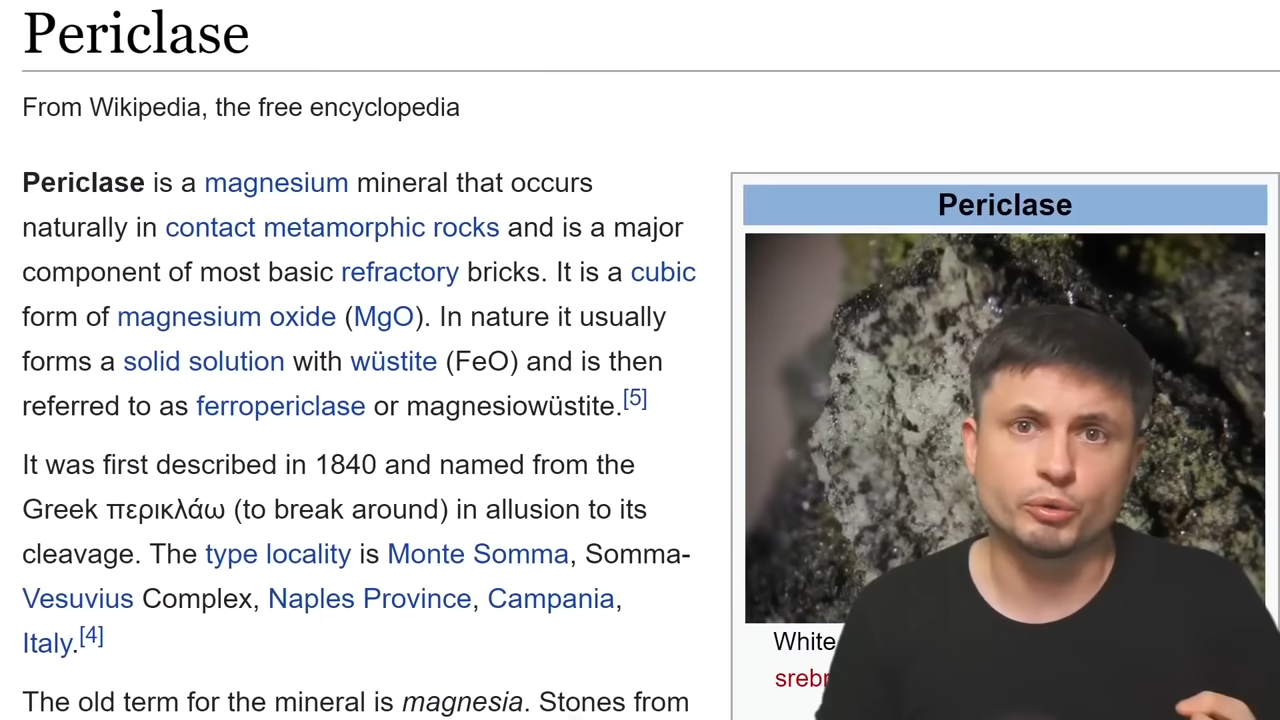 Periclase
From Wikipedia, the free encyclopedia
Periclase is a magnesium mineral that occurs
naturally in contact metamorphic rocks and is a major
component of most basic refractory bricks. It is a cubic
form of magnesium oxide (MgO). In nature it usually
forms a solid solution with wüstite (FeO) and is then
referred to as ferropericlase or magnesiowüstite.[5]
It was first described in 1840 and named from the
Greek περικλάω (to break around) in allusion to its
cleavage. The type locality is Monte Somma, Somma-
Vesuvius Complex, Naples Province, Campania,
Italy.[4]
The old term for the mineral is magnesia. Stones from
Periclase
White